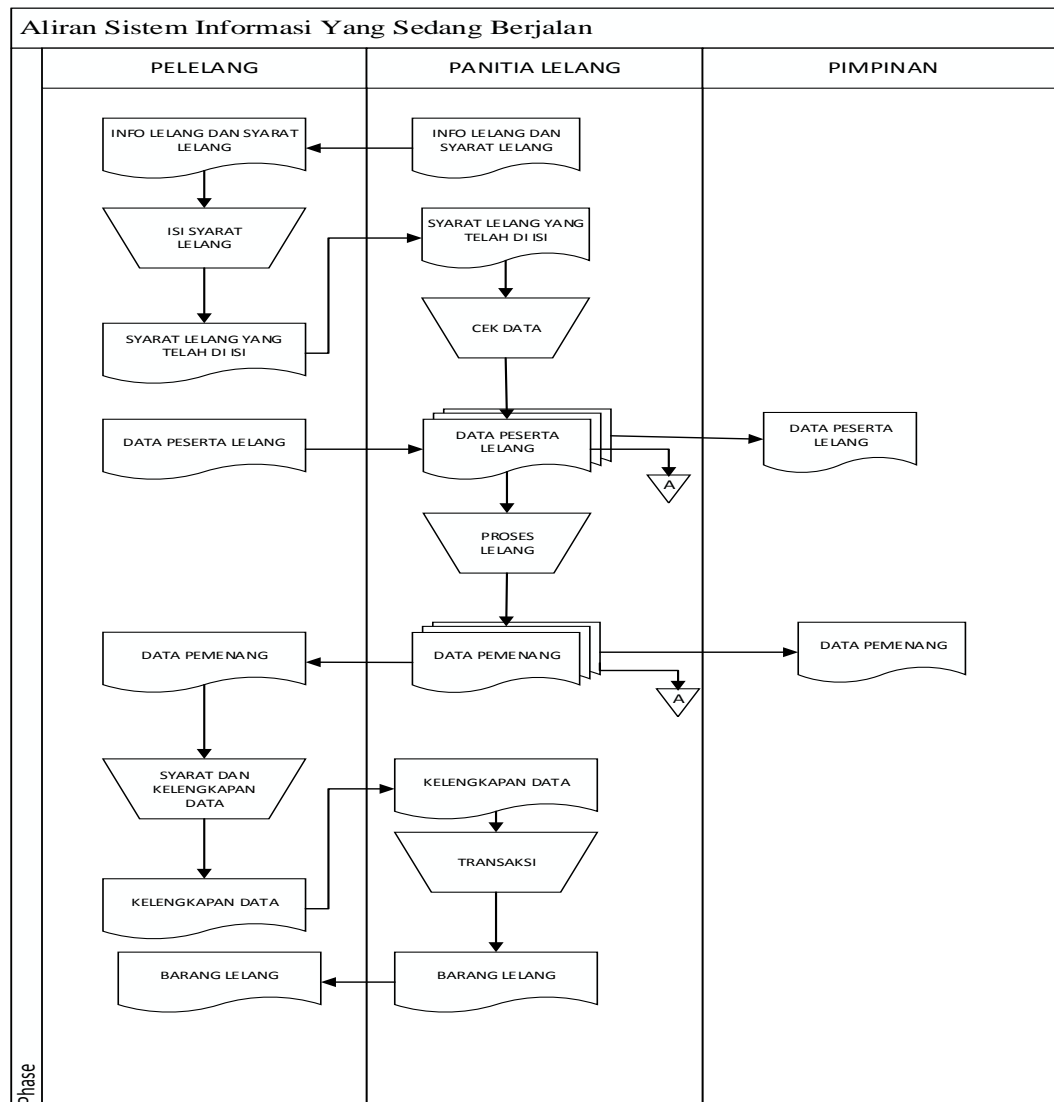 Aliran Sistem Informasi Yang Sedang Berjalan
PELELANG
PANITIA LELANG
PIMPINAN
INFO LELANG DAN SYARAT
LELANG
INFO LELANG DAN
SYARAT LELANG
ISI SYARAT
LELANG
SYARAT LELANG YANG
TELAH DI ISI
SYARAT LELANG YANG
TELAH DI ISI
CEK DATA
DATA PESERTA LELANG
DATA PESERTA
LELANG
DATA PESERTA
LELANG
A
PROSES
LELANG
DATA PEMENANG
DATA PEMENANG
DATA PEMENANG
A
SYARAT DAN
KELENGKAPAN
DATA
KELENGKAPAN DATA
TRANSAKSI
KELENGKAPAN DATA
BARANG LELANG
BARANG LELANG
Phase